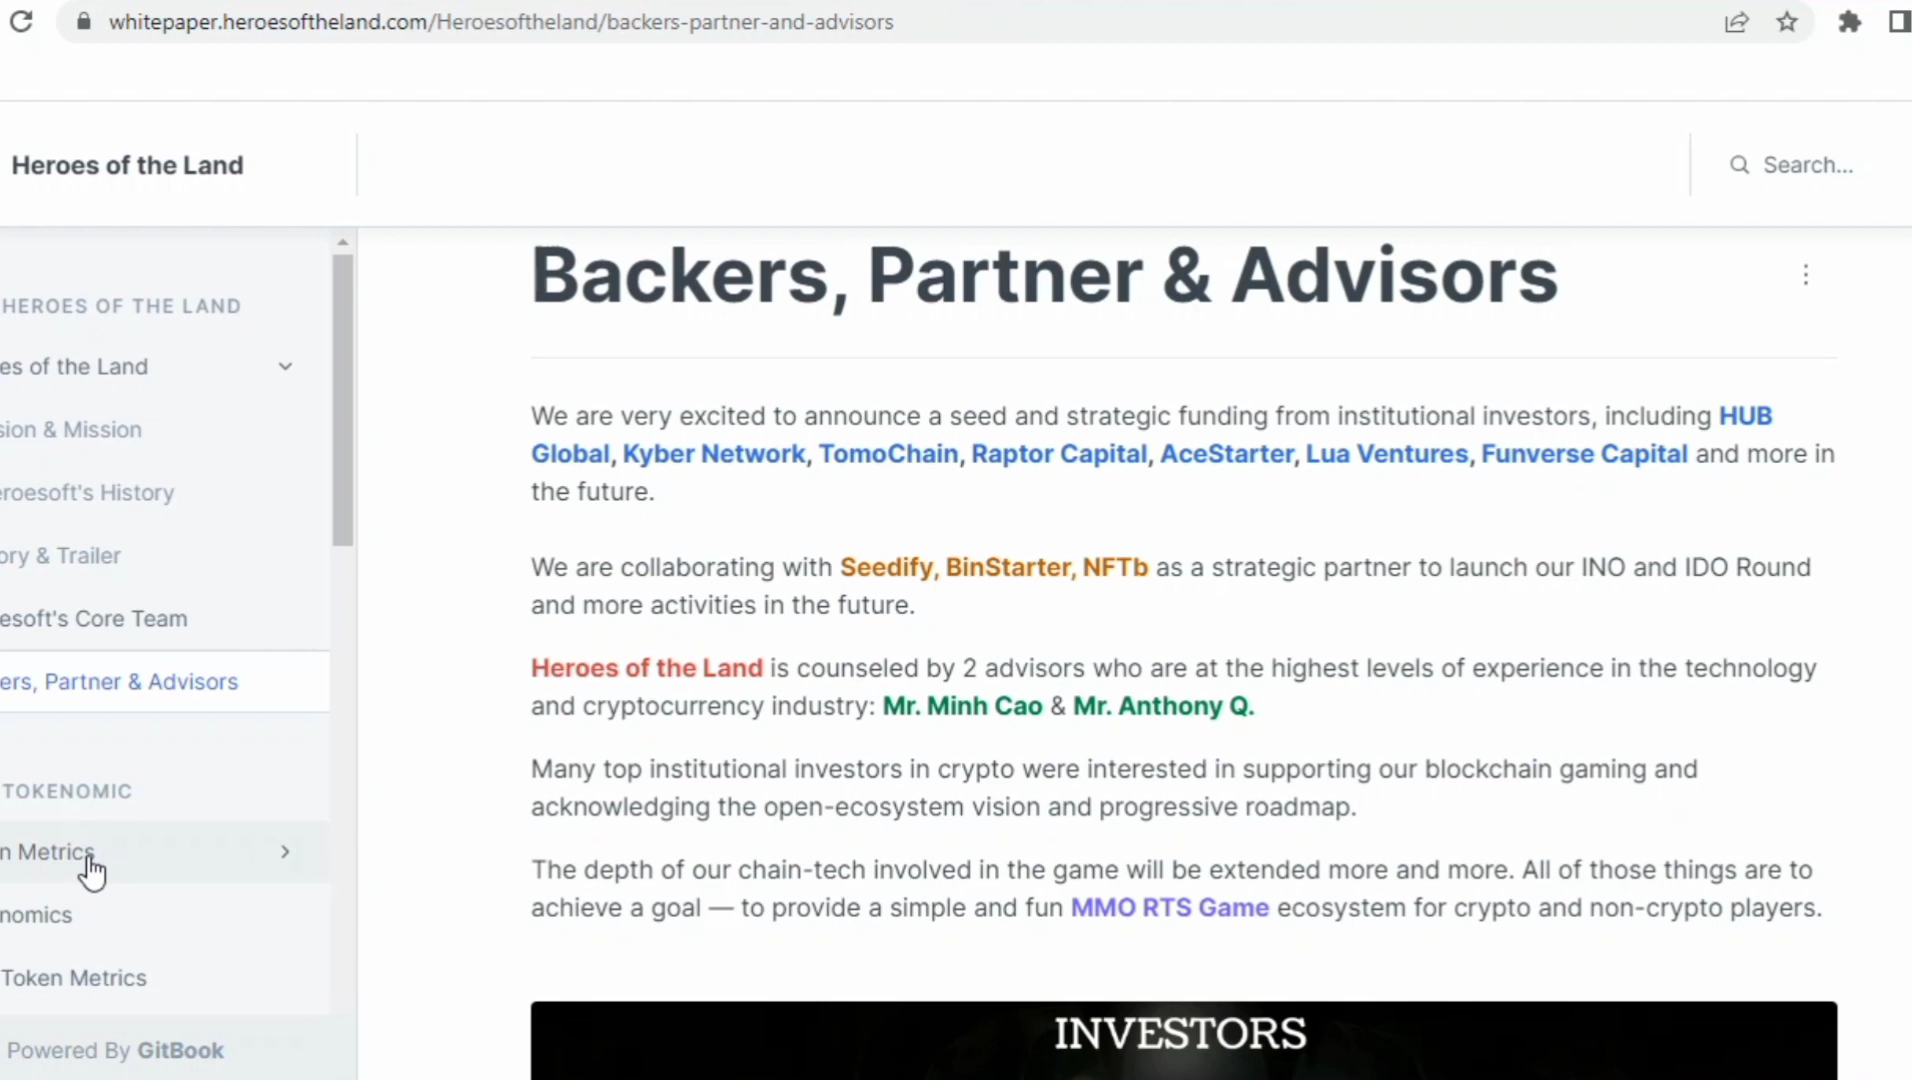 whitepaper.heroesoftheland.com/Heroesoftheland/backers-partner-and-advisors
Heroes of the Land
Search...
HEROES OF THE LAND
es of the Land
sion & Mission
eroesoft's History
ory & Trailer
esoft's Core Team
ers, Partner & Advisors
TOKENOMIC
n Metrics
nomics
Token Metrics
Powered By GitBook
Backers, Partner & Advisors
We are very excited to announce a seed and strategic funding from institutional investors, including HUB
Global, Kyber Network, TomoChain, Raptor Capital, AceStarter, Lua Ventures, Funverse Capital and more in
the future.
We are collaborating with Seedify, BinStarter, NFTb as a strategic partner to launch our INO and IDO Round
and more activities in the future.
Heroes of the Land is counseled by 2 advisors who are at the highest levels of experience in the technology
and cryptocurrency industry: Mr. Minh Cao & Mr. Anthony Q.
Many top institutional investors in crypto were interested in supporting our blockchain gaming and
acknowledging the open-ecosystem vision and progressive roadmap.
The depth of our chain-tech involved in the game will be extended more and more. All of those things are to
achieve a goal — to provide a simple and fun MMO RTS Game ecosystem for crypto and non-crypto players.
INVESTORS